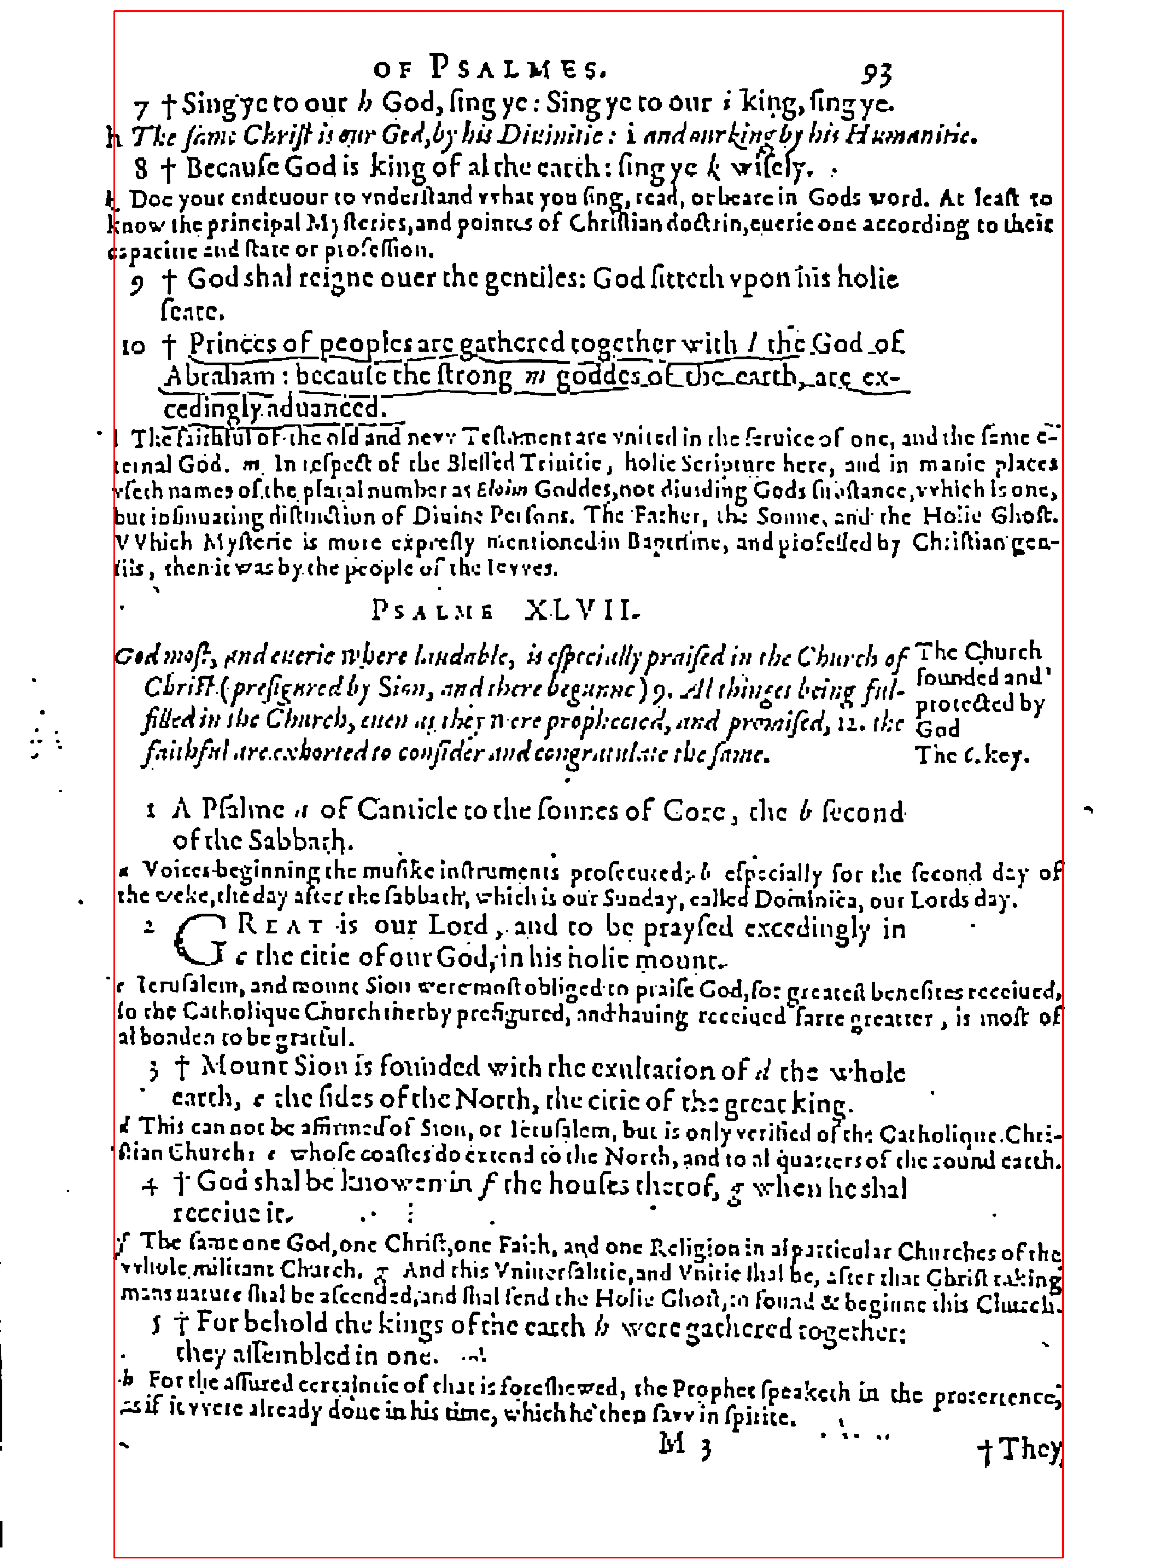 OF PSALMES. 93
7 † Sing ye to our h God, ſing ye: Sing ye to our i king, ſing ye.
h The ſame Chriſt is our God, by his Diuinitie: i and our king by his Humanitie.
8 † Becauſe God is king of al the earth: ſing ye k wiſely.
k Doe your endeuour to vnderſtand vvhat you ſing, read, or heare in Gods word. At leaſt to
know the principal Myſteries, and pointes of Chriſtian doctrin, euerie one according to their
capacitie and ſtate or profeſſion.
9 † God shal reigne ouer the gentiles: God ſitteth vpon his holie
ſeate.
10 † Princes of peoples are gathered together with l the God of
Abraham: becauſe the ſtrong m goddes of the earth, are ex-
cedingly aduanced.
l The faithful of the old and nevv Teſtament are vnited in the ſeruice of one, and the ſame e-
ternal God. m In reſpect of the Bleſſed Trinitie, holie Scripture here, and in manie places
vſeth names of the plural number as Eloim Goddes, not diuiding Gods ſubſtance, vvhich is one,
but inſinuating diſtinction of Diuine Perſons. The Father, the Sonne, and the Holie Ghoſt.
VVhich Myſterie is more expreſly mentioned in Baptiſme, and profeſſed by Chriſtian gen-
tils, then it was by the people of the Ievves.
PSALME XLVII.
God moſt, and euerie where laudable, is eſpecially praiſed in the Church of
Chriſt (prefigured by Sion, and there begunne) 9. Al thinges being ful-
filled in the Church, euen as they were prophecied, and promiſed, 12. the
faithful are exhorted to conſider and congratulate the ſame.
The Church
founded and
protected by
God
The 6. key.
1 A Pſalme a of Canticle to the ſonnes of Core, the b ſecond
of the Sabbath.
a Voices beginning the muſike inſtruments proſecuted; b eſpecially for the ſecond day of
the weke, the day after the ſabbath, which is our Sunday, called Dominica, our Lords day.
2 GREAT is our Lord, and to be prayſed excedingly in
c the citie of our God, in his holie mount.
c Ieruſalem, and mount Sion were moſt obliged to praiſe God, for greateſt benefites receiued,
ſo the Catholique Church therby prefigured, and hauing receiued farre greatter, is moſt of
al bonden to be grateful.
3 † Mount Sion is founded with the exultation of d the whole
earth, e the ſides of the North, the citie of the great king.
d This can not be affirmed of Sion, or Ieruſalem, but is only verified of the Catholique Chri-
ſtian Church: e whoſe coaſtes do extend to the North, and to al quarters of the round earth.
4 † God shal be knowen in f the houſes therof, g when he shal
receiue it.
f The ſame one God, one Chriſt, one Faith, and one Religion in al particular Churches of the
vvhole militant Church. g And this Vniuerſalitie, and Vnitie ſhal be, after that Chriſt taking
mans nature ſhal be aſcended, and ſhal ſend the Holie Ghoſt, to found & beginne this Church.
5 † For behold the kings of the earth h were gathered together:
they aſſembled in one.
h For the aſſured certaintie of that is foreſhewed, the Prophet ſpeaketh in the pretertence,
as if it vvere already done in his time, which he then ſavv in ſpirite.
M 3 † They